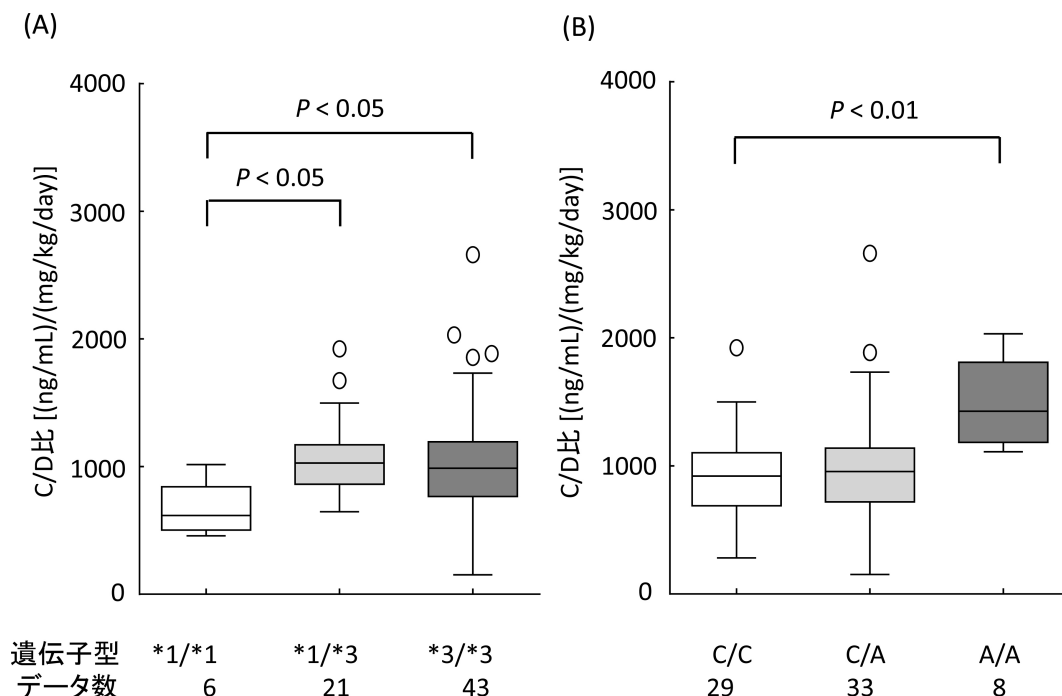 (A)
P < 0.05
P < 0.05
C/D比 [(ng/mL)/(mg/kg/day)]
4000
3000
2000
1000
0
遺伝子型 *1/*1 *1/*3 *3/*3
データ数 6 21 43
(B)
P < 0.01
C/D比 [(ng/mL)/(mg/kg/day)]
4000
3000
2000
1000
0
C/C C/A A/A
29 33 8